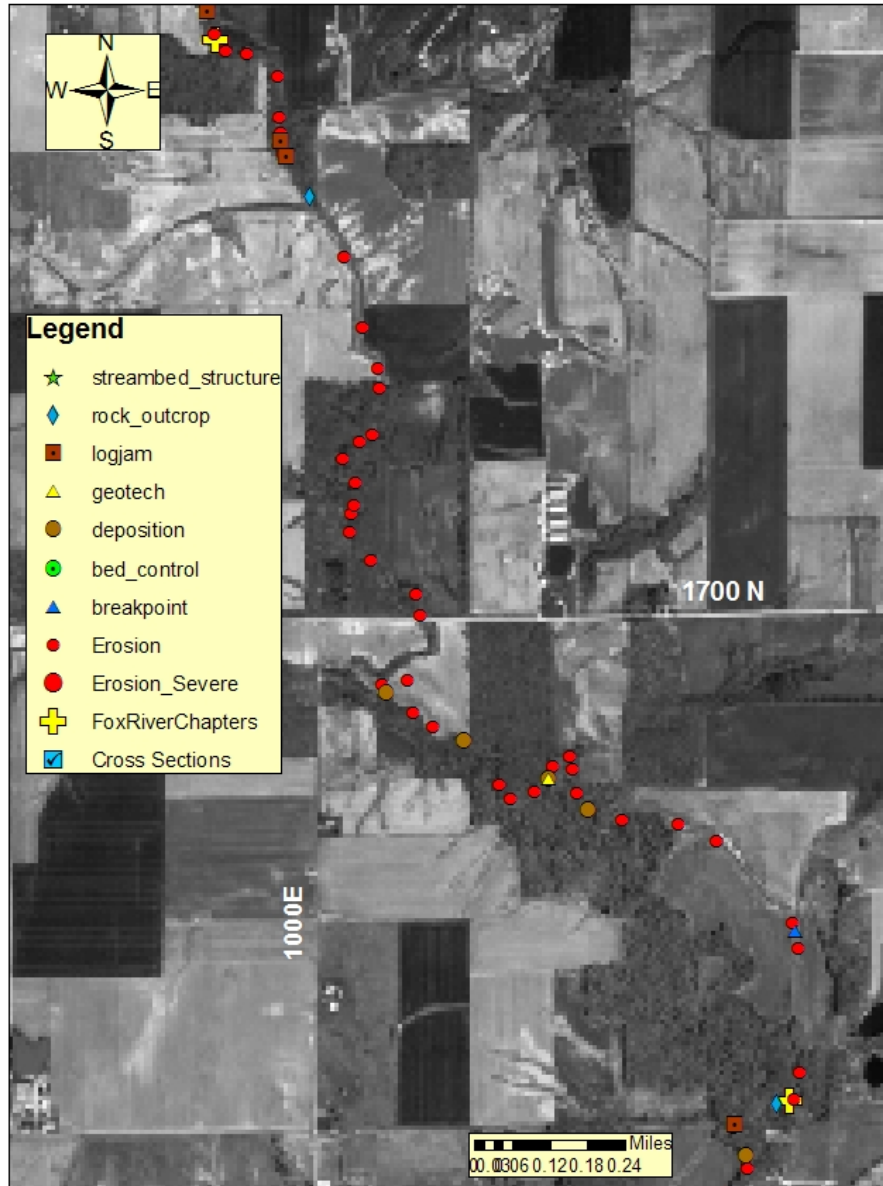 N
W E
S
Legend
streambed_structure
rock_outcrop
logjam
geotech
deposition
bed_control
breakpoint
Erosion
Erosion_Severe
FoxRiverChapters
Cross Sections
1700 N
1000E
Miles
0.12 0.18 0.24